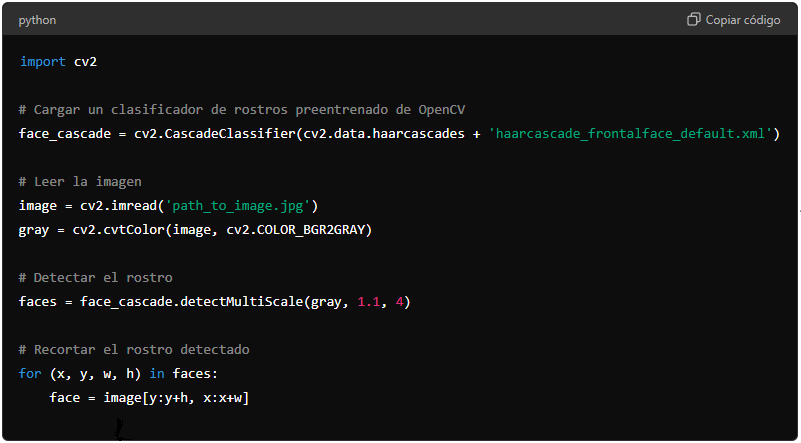 python
Copiar código
import cv2
# Cargar un clasificador de rostros preentrenado de OpenCV
face_cascade = cv2.CascadeClassifier(cv2.data.haarcascades + 'haarcascade_frontalface_default.xml')
# Leer la imagen
image = cv2.imread('path_to_image.jpg')
gray = cv2.cvtColor(image, cv2.COLOR_BGR2GRAY)
# Detectar el rostro
faces = face_cascade.detectMultiScale(gray, 1.1, 4)
# Recortar el rostro detectado
for (x, y, w, h) in faces:
    face = image[y:y+h, x:x+w]